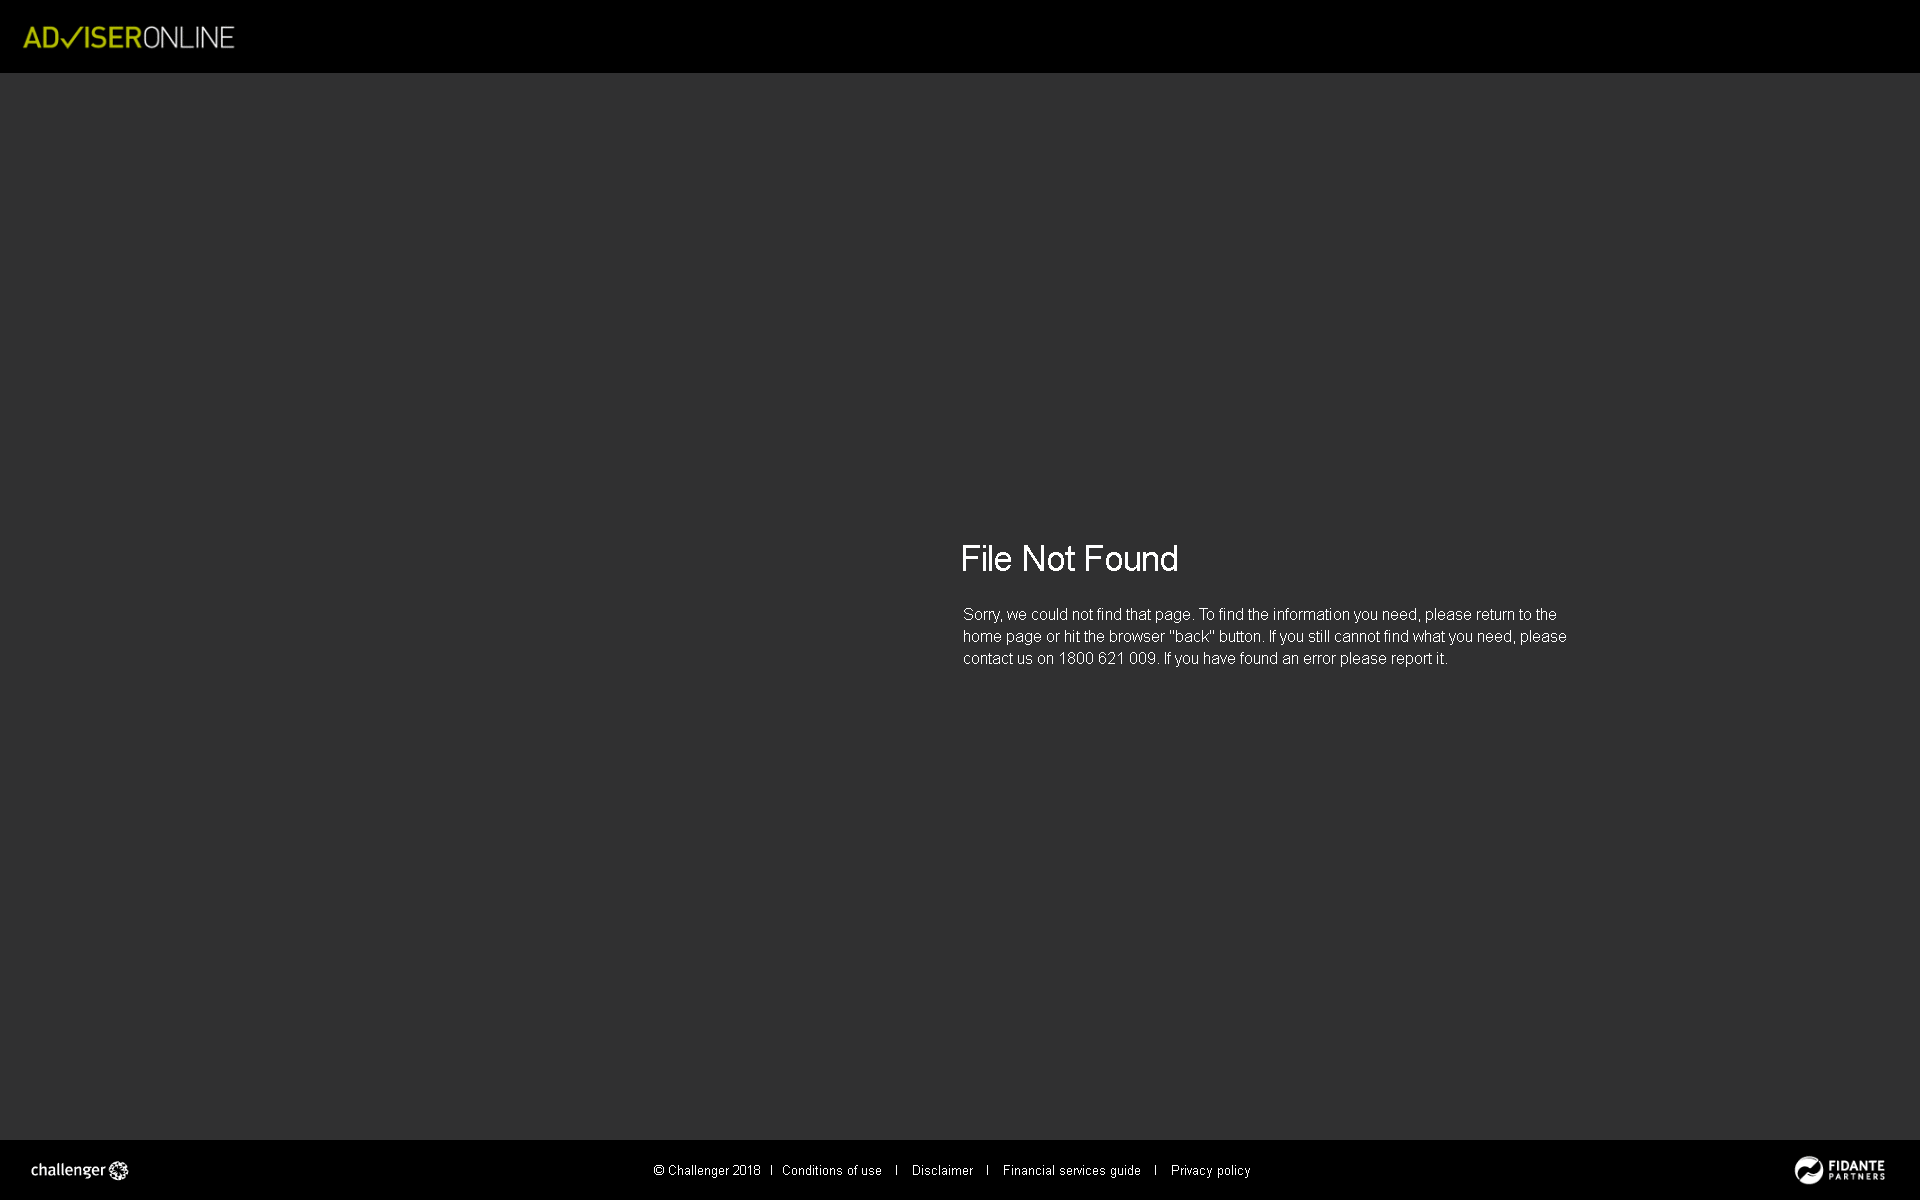 ADVISERONLINE
File Not Found
Sorry, we could not find that page. To find the information you need, please return to the
home page or hit the browser "back" button. If you still cannot find what you need, please
contact us on 1800 621 009. If you have found an error please report it.
challenger
© Challenger 2018 | Conditions of use | Disclaimer | Financial services guide | Privacy policy
FIDANTE
PARTNERS